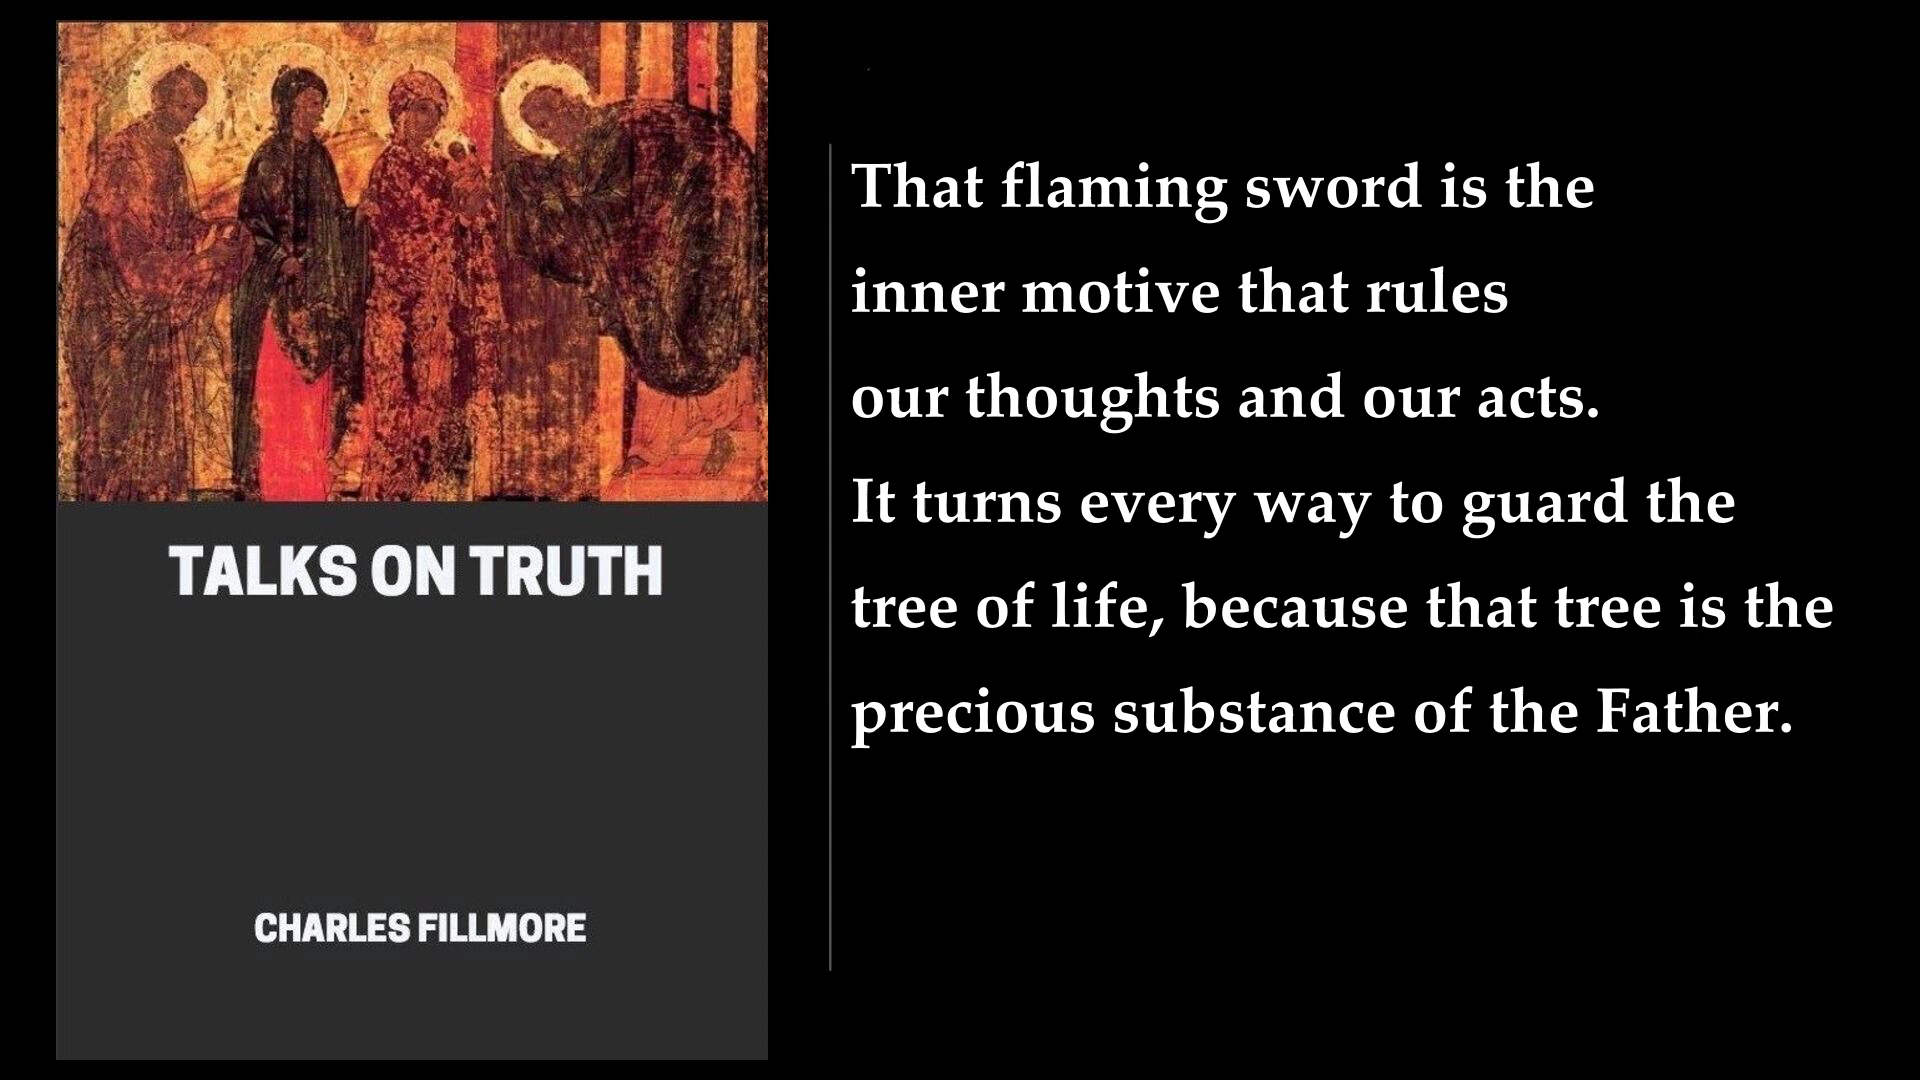 TALKS ON TRUTH
CHARLES FILLMORE
That flaming sword is the
inner motive that rules
our thoughts and our acts.
It turns every way to guard the
tree of life, because that tree is the
precious substance of the Father.